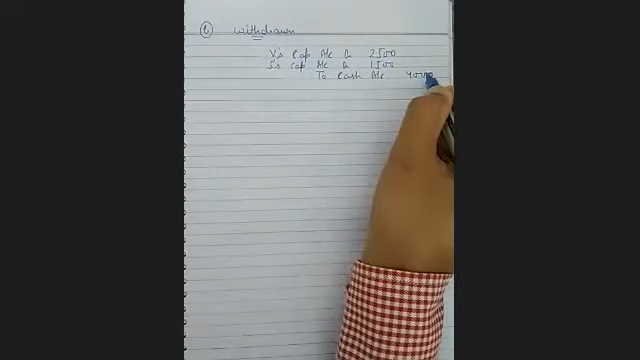 (b) withdrawn
V's Cap A/c Dr 2500
S's Cap A/c Dr 1500
To Cash A/c 4000